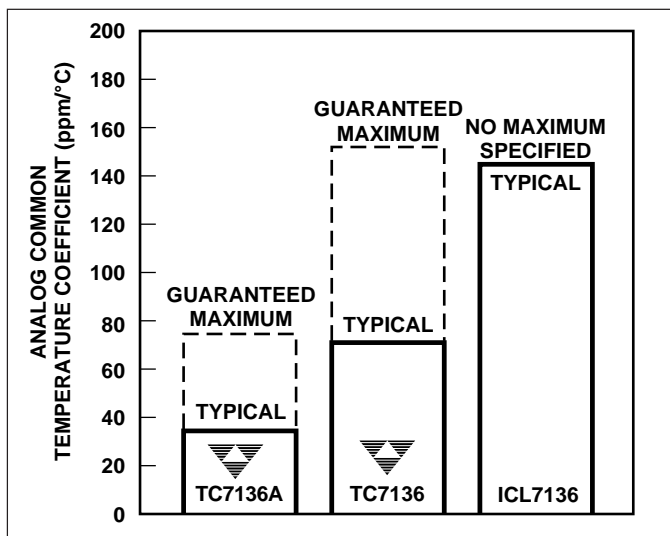 ANALOG COMMON
TEMPERATURE COEFFICIENT (ppm/°C)
200
180
160
140
120
100
80
60
40
20
0
GUARANTEED
MAXIMUM
TYPICAL
TC7136A
GUARANTEED
MAXIMUM
TYPICAL
TC7136
NO MAXIMUM
SPECIFIED
TYPICAL
ICL7136